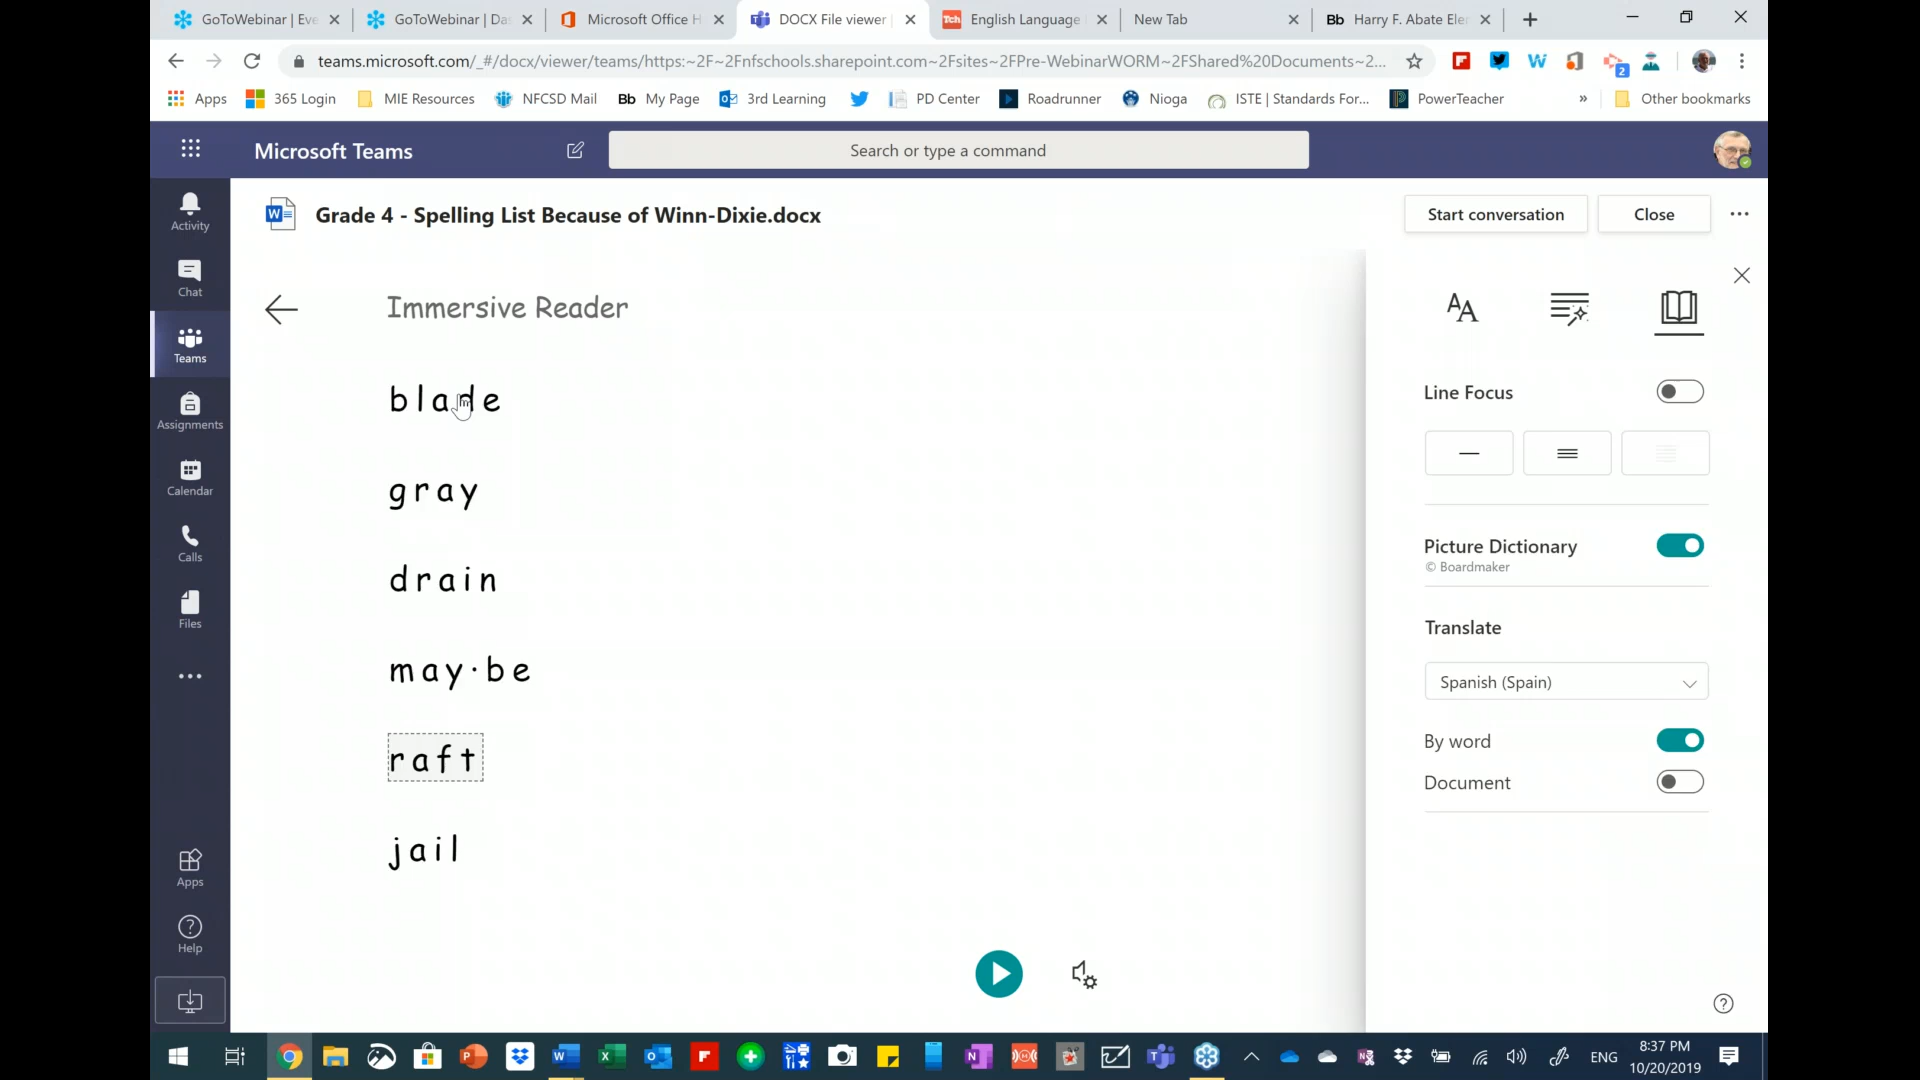 GoToWebinar | Eve
GoToWebinar | Da
Microsoft Office H
DOCX File viewer |
Tch English Language
New Tab
Bb Harry F. Abate Ele
teams.microsoft.com/_#/docx/viewer/teams/https:~2F~2Fnfschools.sharepoint.com~2Fsites~2FPre-WebinarWORM~2FShared%20Documents~2...
2
Apps
365 Login
MIE Resources
NFCSD Mail
Bb My Page
3rd Learning
PD Center
Roadrunner
Nioga
ISTE | Standards For...
PowerTeacher
»
Other bookmarks
Microsoft Teams
Search or type a command
Activity
Chat
Teams
Assignments
Calendar
Calls
Files
Apps
Help
Grade 4 - Spelling List Because of Winn-Dixie.docx
Start conversation
Close
Immersive Reader
blade
gray
drain
may·be
raft
jail
Line Focus
Picture Dictionary
© Boardmaker
Translate
Spanish (Spain)
By word
Document
ENG
8:37 PM
10/20/2019